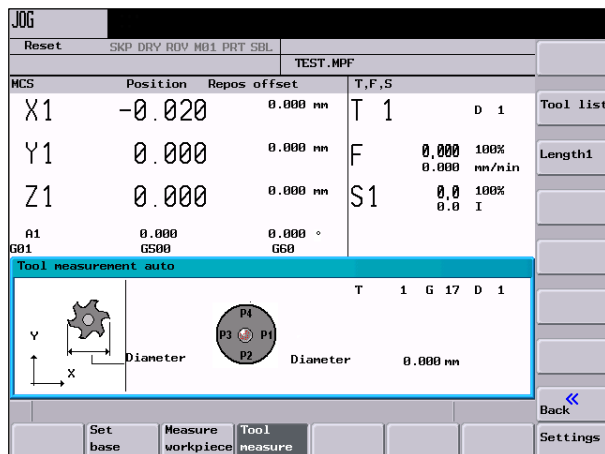 JOG
Reset SKP DRY ROV M01 PRT SBL
TEST.MPF
MCS Position Repos offset T,F,S
X1 -0.020 0.000 mm T 1 D 1
Tool list
Y1 0.000 0.000 mm F 0,000 100%
0.000 mm/min
Length1
Z1 0.000 0.000 mm S1 0,0 100%
0.0 I
A1 0.000 0.000 °
G01 G500 G60
Tool measurement auto
T 1 G 17 D 1
Y
X
Diameter
P4
P3 P1
P2
Diameter 0.000 mm
Back
Set base
Measure workpiece
Tool measure
Settings